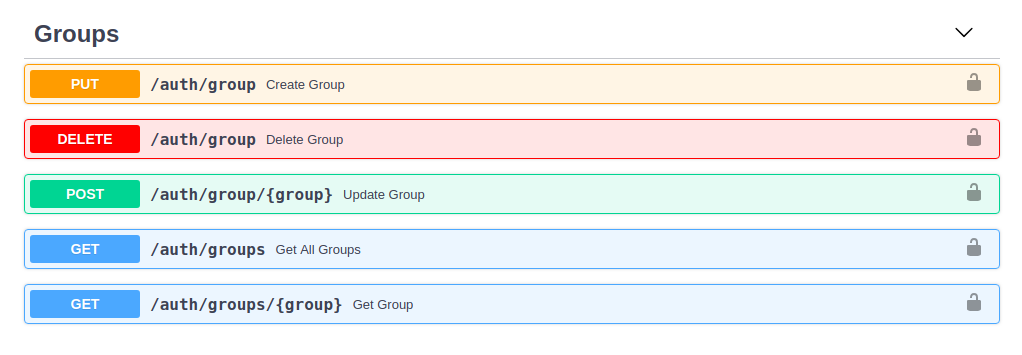 Groups
PUT /auth/group Create Group
DELETE /auth/group Delete Group
POST /auth/group/{group} Update Group
GET /auth/groups Get All Groups
GET /auth/groups/{group} Get Group